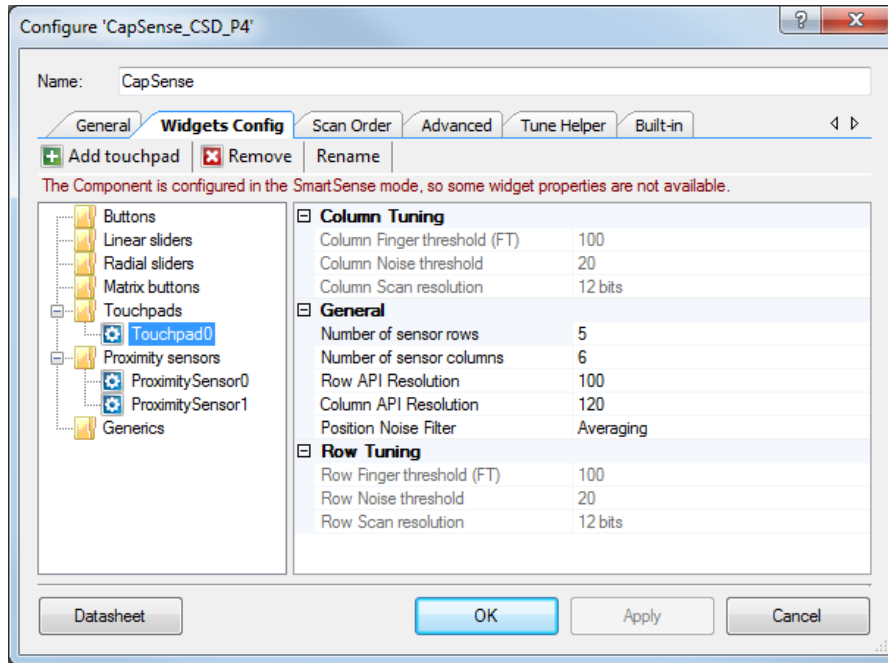 Configure 'CapSense_CSD_P4'
Name: CapSense
General Widgets Config Scan Order Advanced Tune Helper Built-in
Add touchpad Remove Rename
The Component is configured in the SmartSense mode, so some widget properties are not available.
Buttons
Linear sliders
Radial sliders
Matrix buttons
Touchpads
Touchpad0
Proximity sensors
ProximitySensor0
ProximitySensor1
Generics
Column Tuning
Column Finger threshold (FT) 100
Column Noise threshold 20
Column Scan resolution 12 bits
General
Number of sensor rows 5
Number of sensor columns 6
Row API Resolution 100
Column API Resolution 120
Position Noise Filter Averaging
Row Tuning
Row Finger threshold (FT) 100
Row Noise threshold 20
Row Scan resolution 12 bits
Datasheet OK Apply Cancel